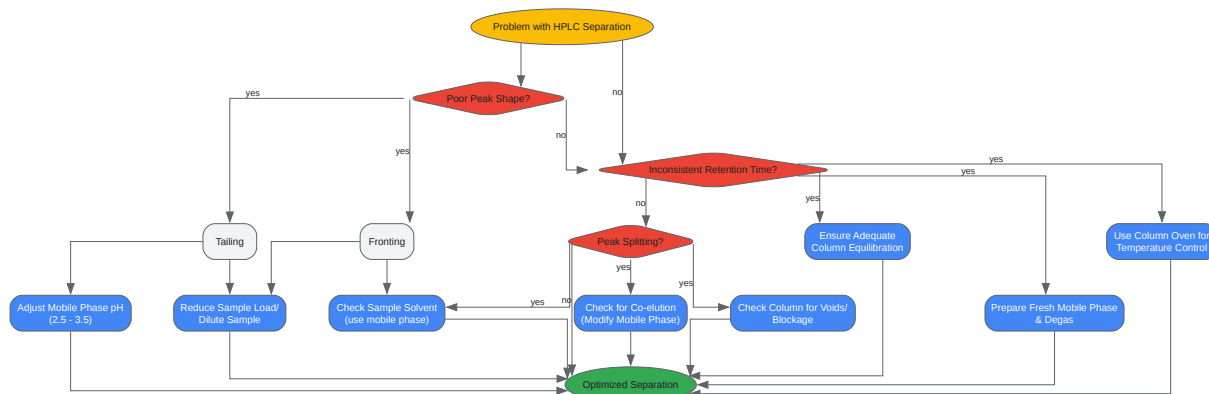 Problem with HPLC Separation
yes
Poor Peak Shape?
no
no
yes
Inconsistent Retention Time?
yes
yes
no
yes
Tailing
Fronting
Peak Splitting?
Ensure Adequate
Column Equilibration
Use Column Oven for
Temperature Control
yes
yes
Adjust Mobile Phase pH
(2.5 - 3.5)
Reduce Sample Load/
Dilute Sample
Check Sample Solvent
(use mobile phase)
yes
no
Check for Co-elution
(Modify Mobile Phase)
Check Column for Voids/
Blockage
Prepare Fresh Mobile Phase
& Degas
Optimized Separation